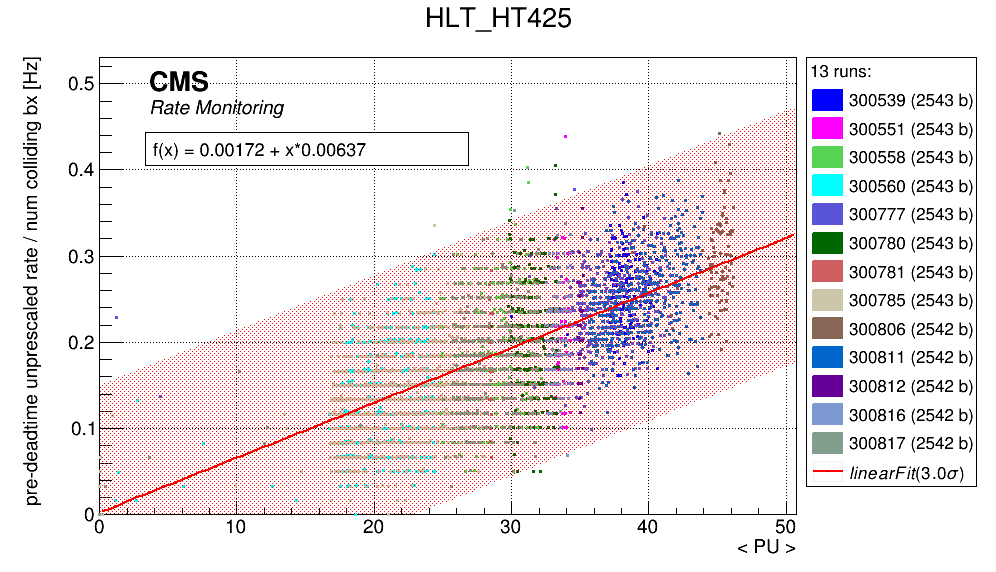 HLT_HT425
pre-deadtime unprescaled rate / num colliding bx [Hz]
0.5
0.4
0.3
0.2
0.1
0
CMS
Rate Monitoring
f(x) = 0.00172 + x*0.00637
0 10 20 30 40 50
< PU >
13 runs:
300539 (2543 b)
300551 (2543 b)
300558 (2543 b)
300560 (2543 b)
300777 (2543 b)
300780 (2543 b)
300781 (2543 b)
300785 (2543 b)
300806 (2542 b)
300811 (2542 b)
300812 (2542 b)
300816 (2542 b)
300817 (2542 b)
linearFit(3.0σ)